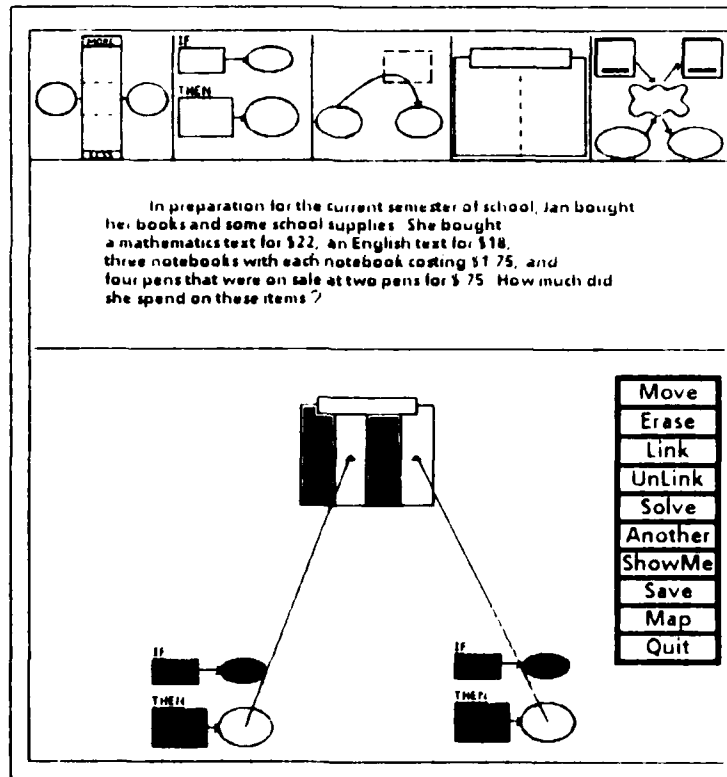 MORE
IF
THEN
LESS
In preparation for the current semester of school, Jan bought
her books and some school supplies. She bought
a mathematics text for $22, an English text for $18,
three notebooks with each notebook costing $1.75, and
four pens that were on sale at two pens for $.75. How much did
she spend on these items?
Move
Erase
Link
UnLink
Solve
Another
ShowMe
Save
Map
Quit
IF
THEN
IF
THEN